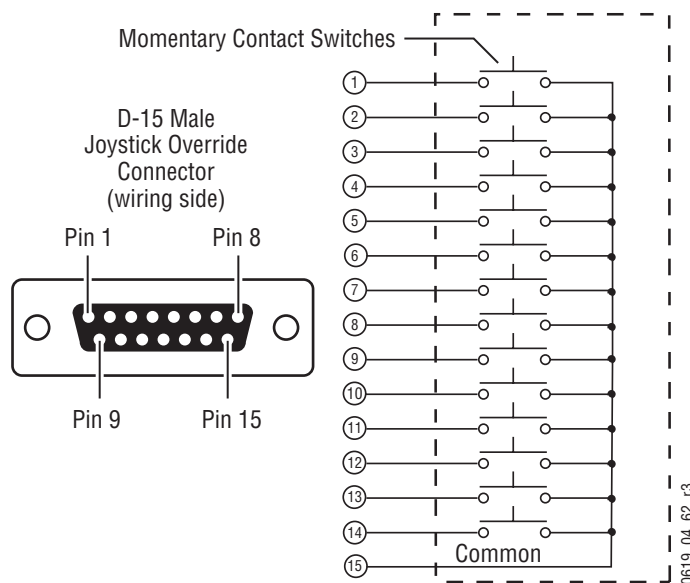 Momentary Contact Switches
D-15 Male
Joystick Override
Connector
(wiring side)
Pin 1
Pin 8
Pin 9
Pin 15
1
2
3
4
5
6
7
8
9
10
11
12
13
14
15
Common
0619_04_62_r3